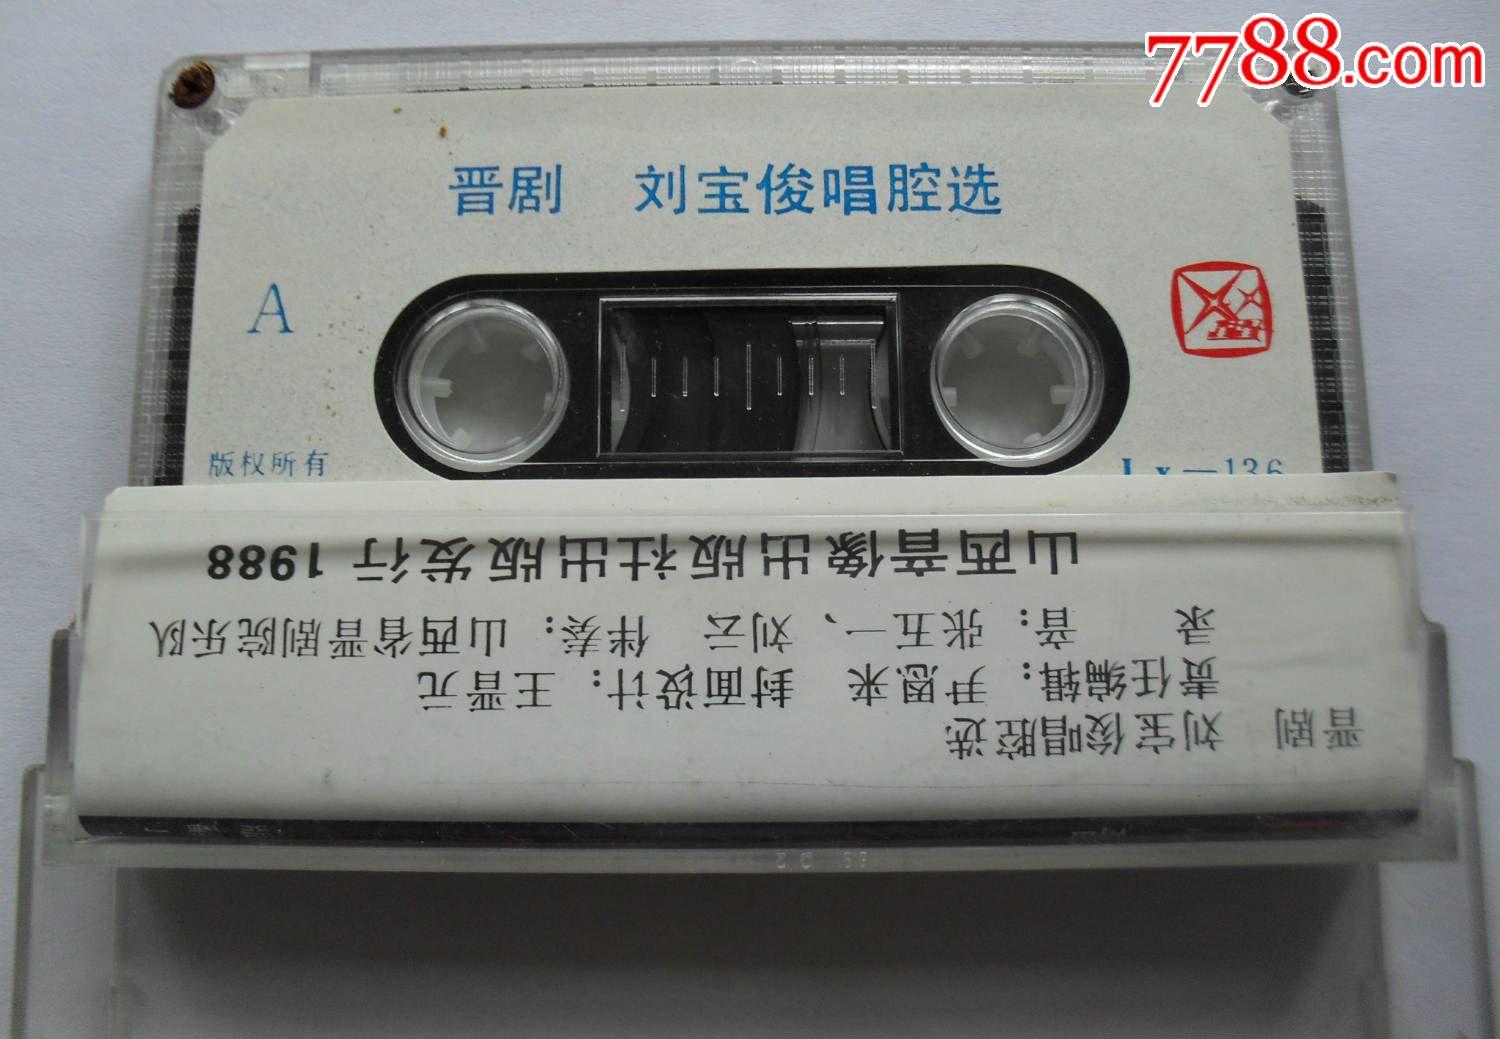 7788.com
晋剧 刘宝俊唱腔选
A
版权所有
Lx—136
晋剧 刘宝俊唱腔选
责任编辑：尹恩来 封面设计：王晋元
录 音：张五一、刘云 伴奏：山西省晋剧院乐队
山西音像出版社出版发行 1988